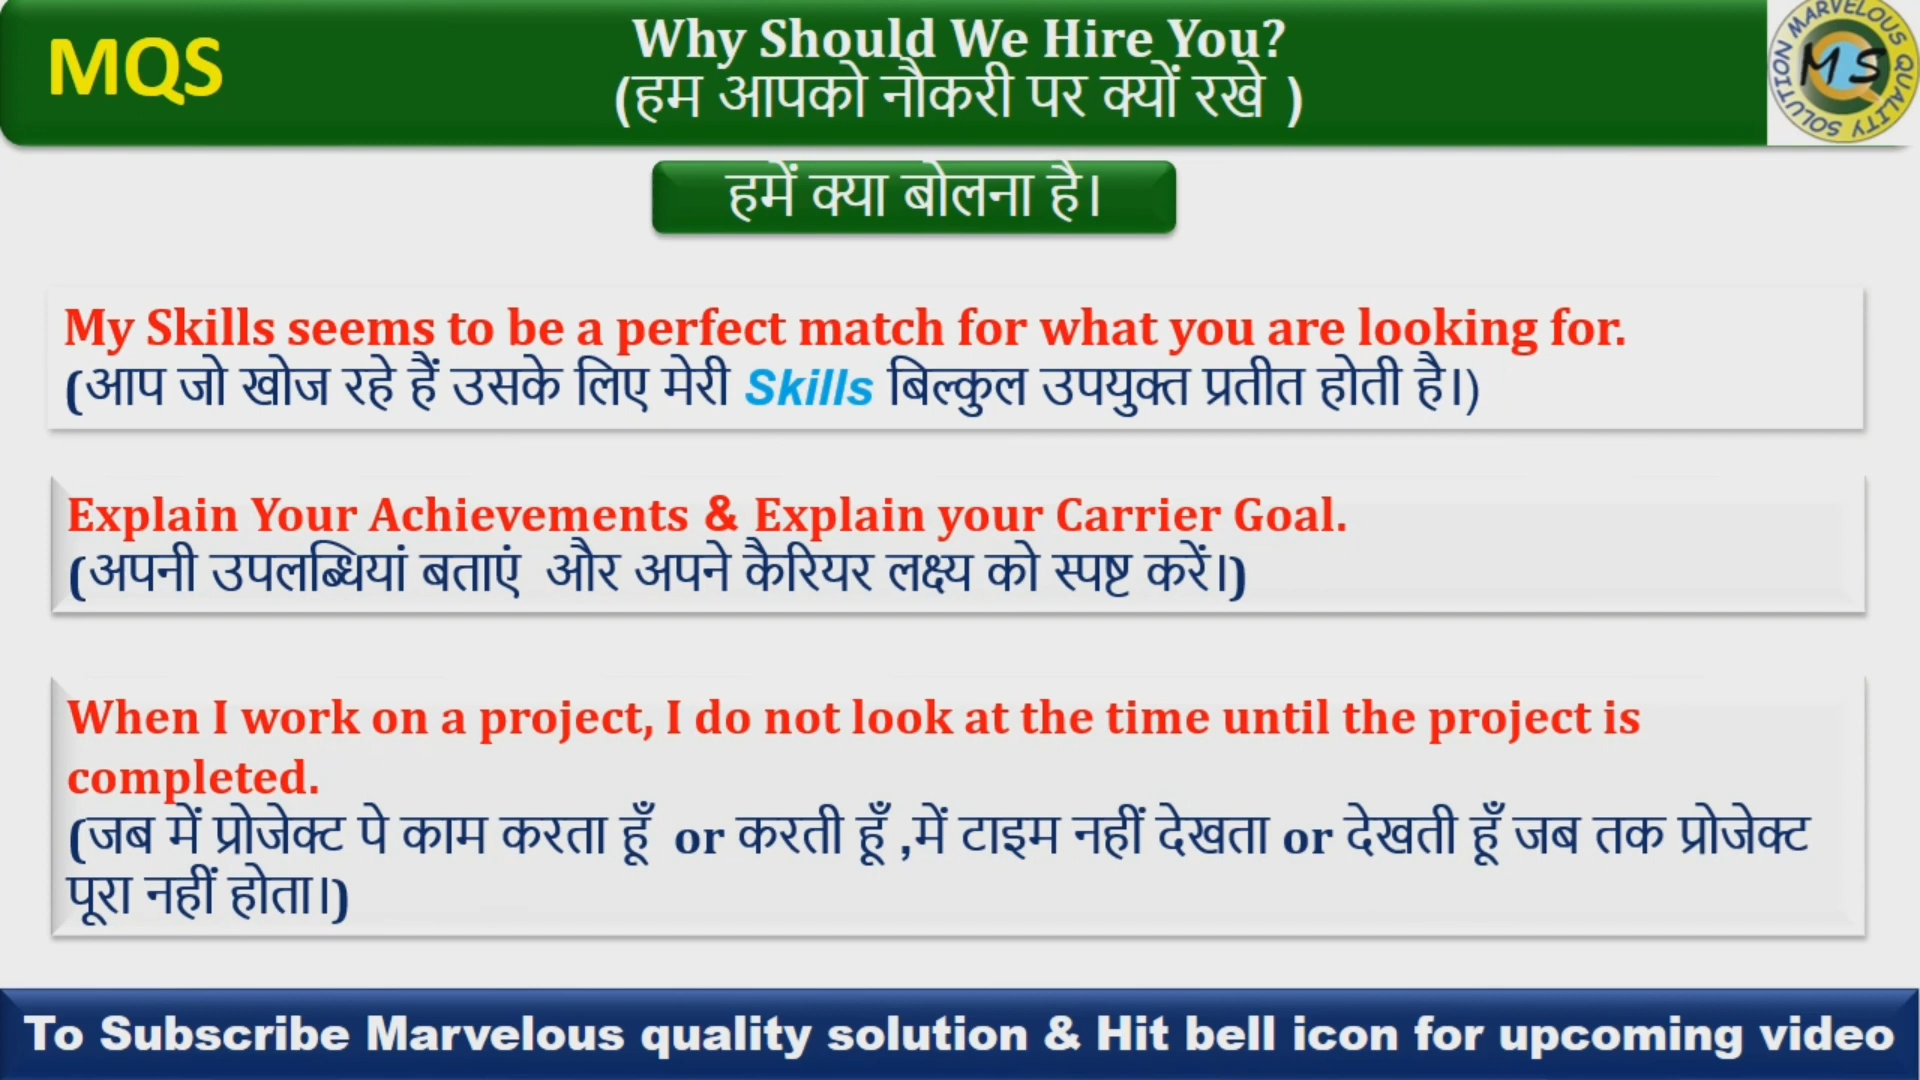 MQS
Why Should We Hire You?
(हम आपको नौकरी पर क्यों रखे )
MARVELOUS QUALITY SOLUTION
MS
हमें क्या बोलना है।
My Skills seems to be a perfect match for what you are looking for.
(आप जो खोज रहे हैं उसके लिए मेरी Skills बिल्कुल उपयुक्त प्रतीत होती है।)
Explain Your Achievements & Explain your Carrier Goal.
(अपनी उपलब्धियां बताएं और अपने कैरियर लक्ष्य को स्पष्ट करें।)
When I work on a project, I do not look at the time until the project is
completed.
(जब में प्रोजेक्ट पे काम करता हूँ or करती हूँ ,में टाइम नहीं देखता or देखती हूँ जब तक प्रोजेक्ट
पूरा नहीं होता।)
To Subscribe Marvelous quality solution & Hit bell icon for upcoming video